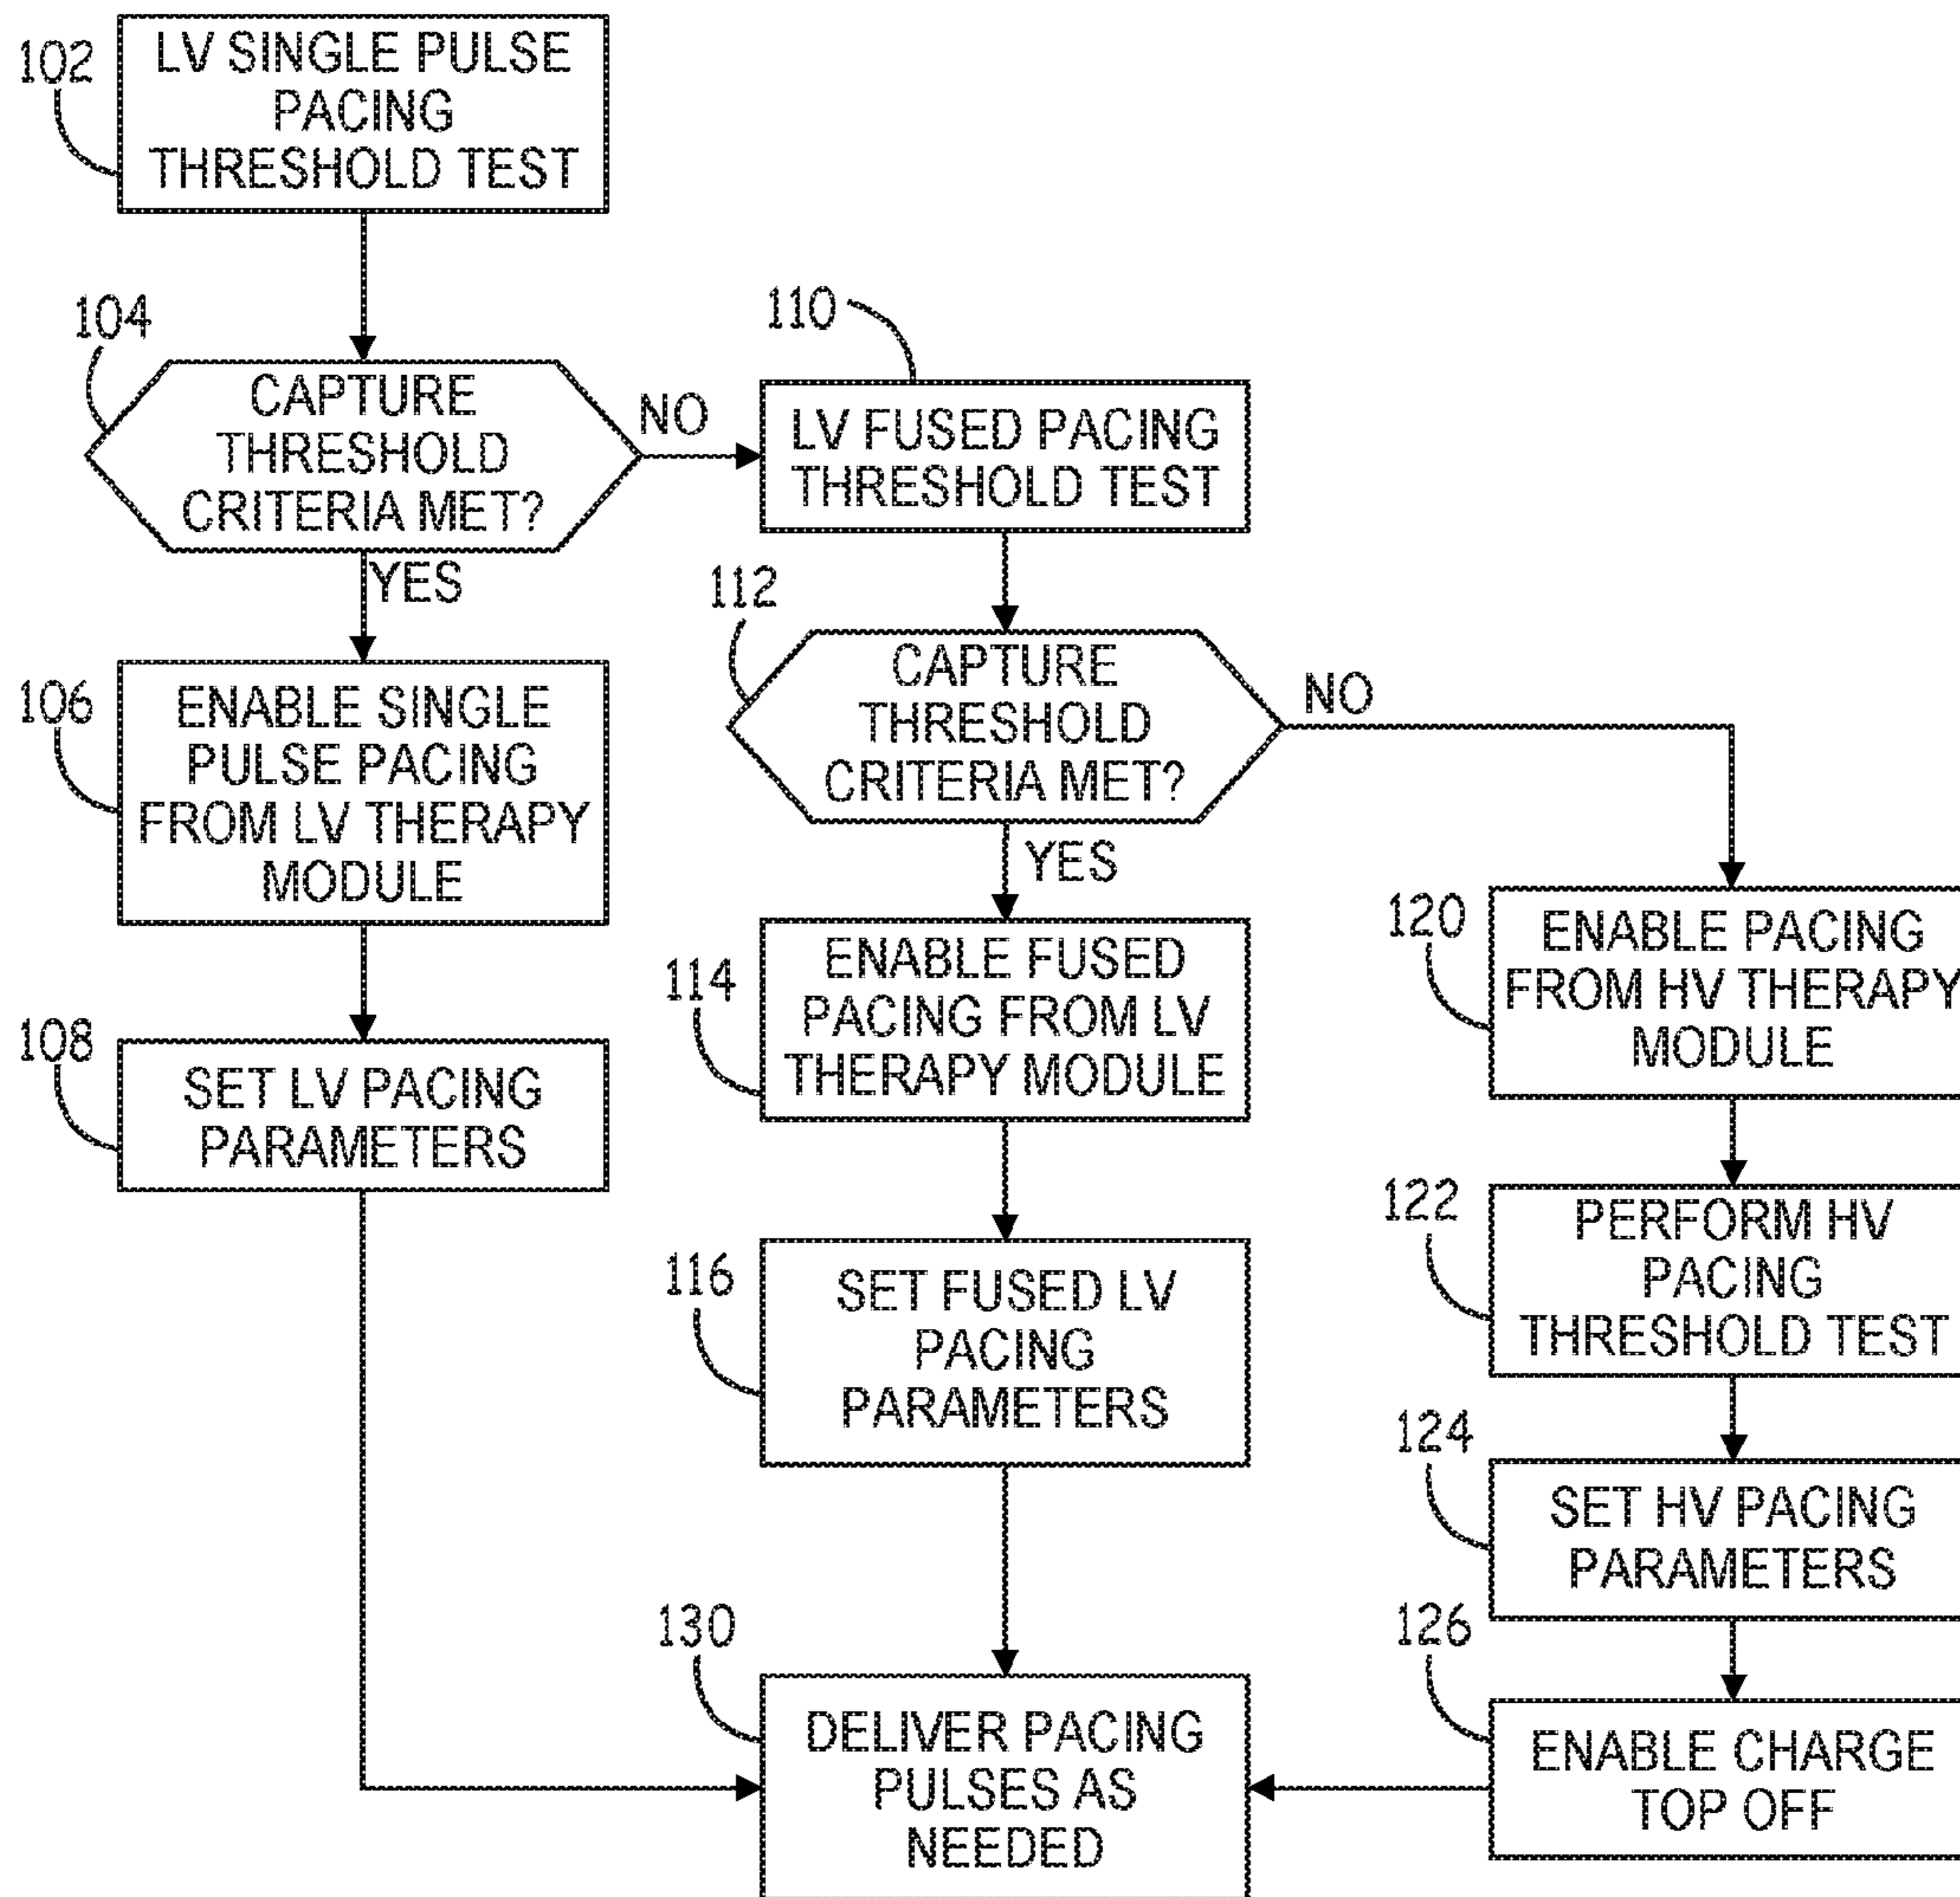 102
LV SINGLE PULSE
PACING
THRESHOLD TEST
104
CAPTURE
THRESHOLD
CRITERIA MET?
NO
YES
106
ENABLE SINGLE
PULSE PACING
FROM LV THERAPY
MODULE
108
SET LV PACING
PARAMETERS
110
LV FUSED PACING
THRESHOLD TEST
112
CAPTURE
THRESHOLD
CRITERIA MET?
NO
YES
114
ENABLE FUSED
PACING FROM LV
THERAPY MODULE
116
SET FUSED LV
PACING
PARAMETERS
120
ENABLE PACING
FROM HV THERAPY
MODULE
122
PERFORM HV
PACING
THRESHOLD TEST
124
SET HV PACING
PARAMETERS
126
ENABLE CHARGE
TOP OFF
130
DELIVER PACING
PULSES AS
NEEDED